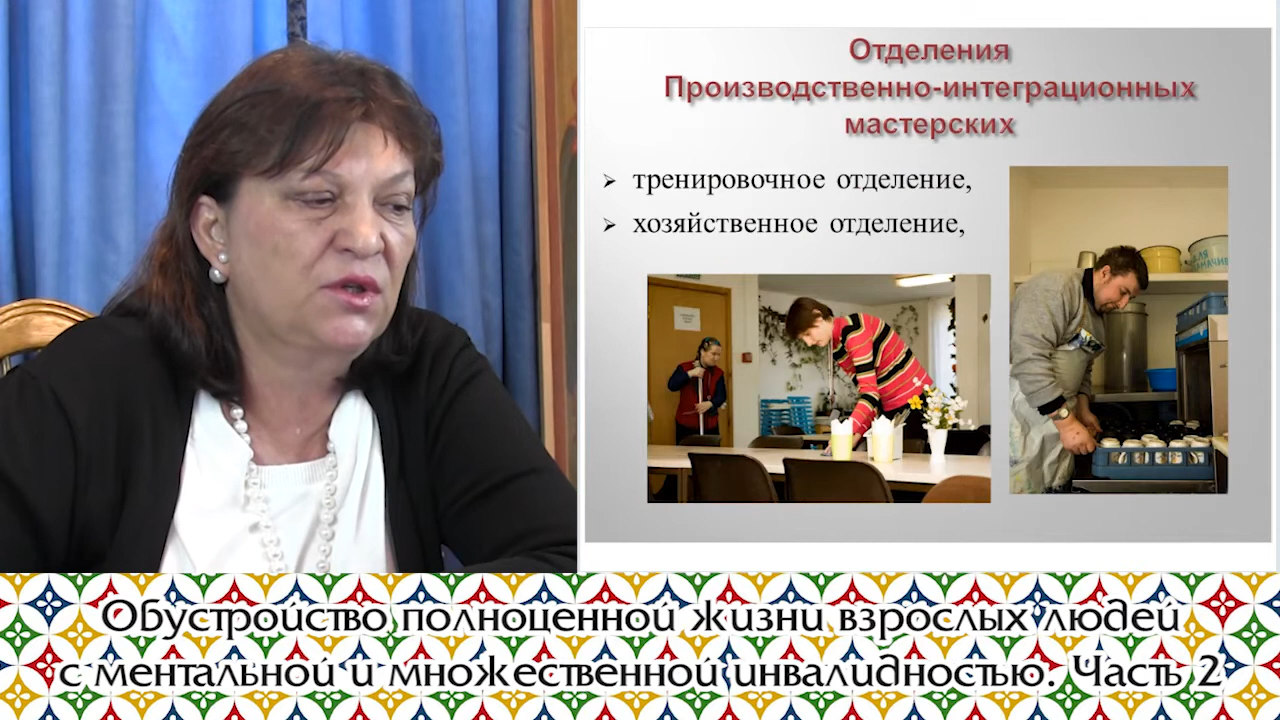 Отделения
Производственно-интеграционных
мастерских
тренировочное отделение,
хозяйственное отделение,
Обустройство полноценной жизни взрослых людей
с ментальной и множественной инвалидностью. Часть 2